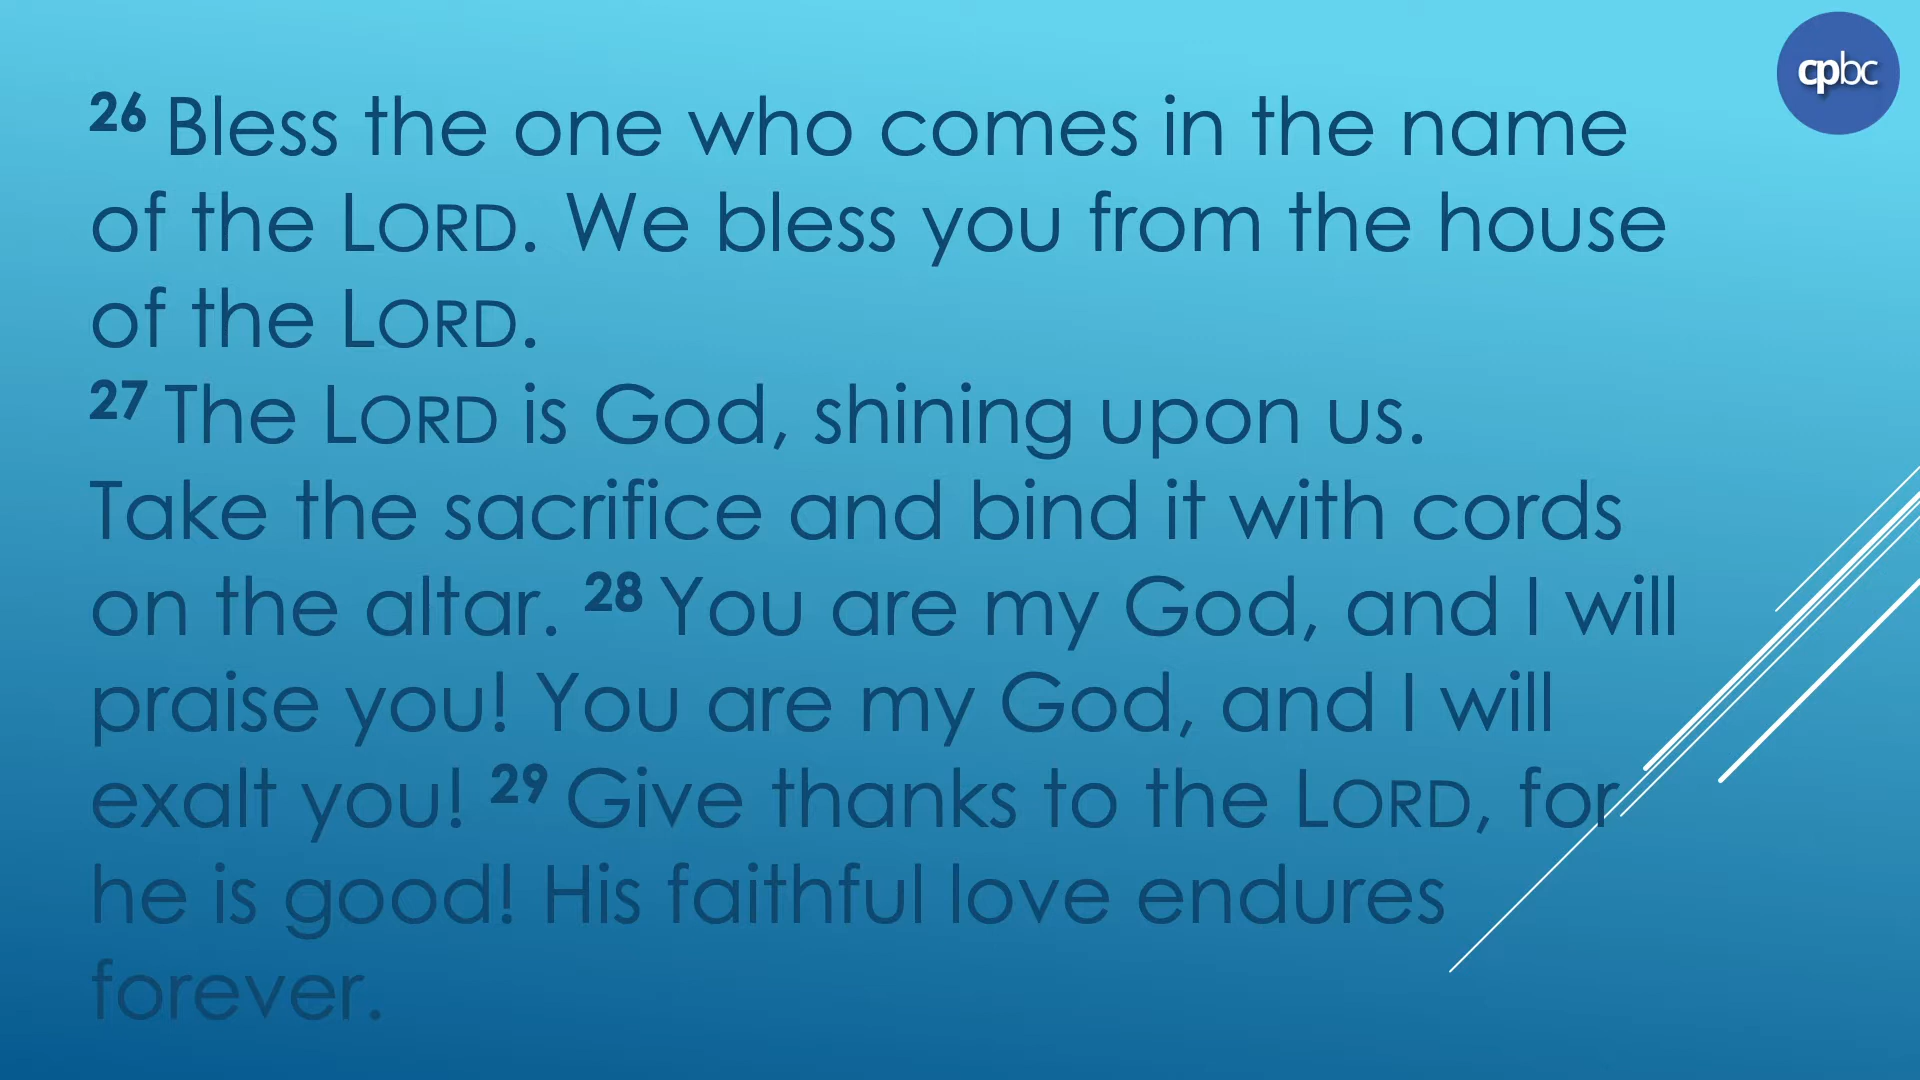 cpbc
26 Bless the one who comes in the name
of the LORD. We bless you from the house
of the LORD.
27 The LORD is God, shining upon us.
Take the sacrifice and bind it with cords
on the altar. 28 You are my God, and I will
praise you! You are my God, and I will
exalt you! 29 Give thanks to the LORD, for
he is good! His faithful love endures
forever.